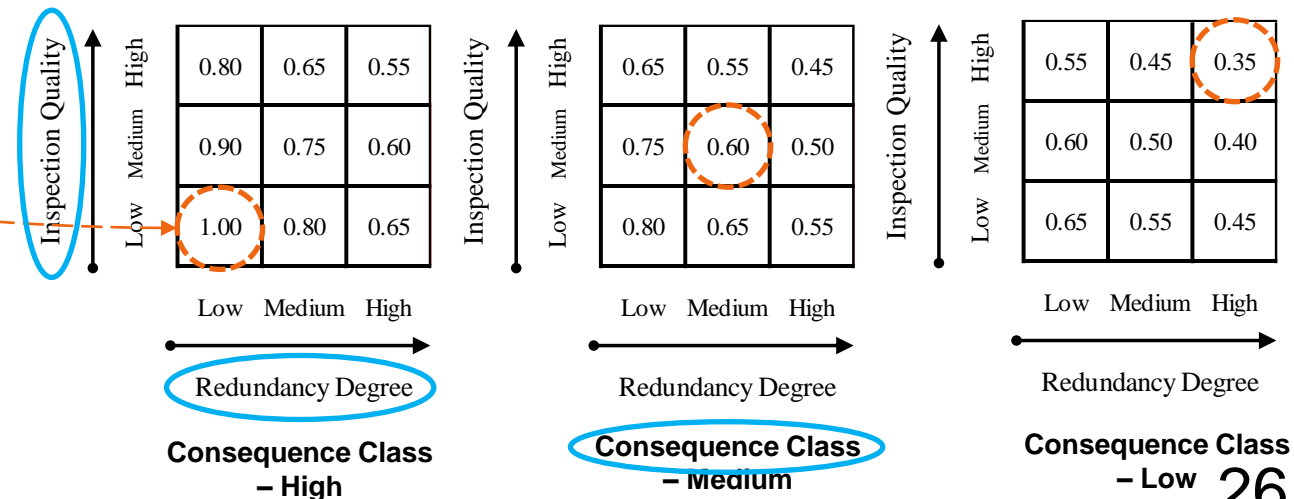 Inspection Quality
High
Medium
Low
0.80 0.65 0.55
0.90 0.75 0.60
1.00 0.80 0.65
Low Medium High
Redundancy Degree
Consequence Class
– High
Inspection Quality
High
Medium
Low
0.65 0.55 0.45
0.75 0.60 0.50
0.80 0.65 0.55
Low Medium High
Redundancy Degree
Consequence Class
– Medium
Inspection Quality
High
Medium
Low
0.55 0.45 0.35
0.60 0.50 0.40
0.65 0.55 0.45
Low Medium High
Redundancy Degree
Consequence Class
– Low
26